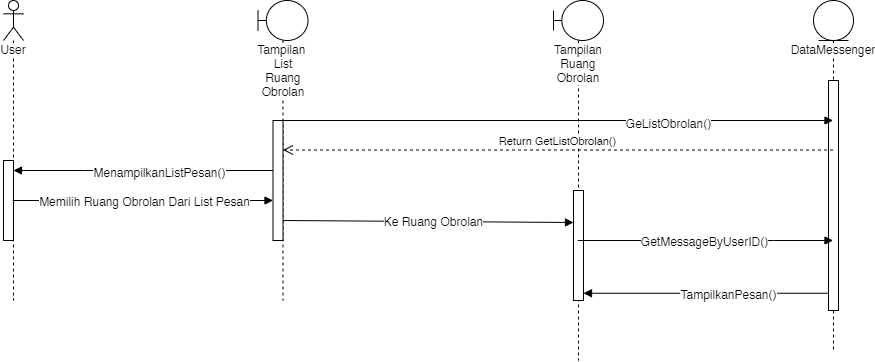 User
Tampilan
List
Ruang
Obrolan
Tampilan
Ruang
Obrolan
DataMessenger
GeListObrolan()
Return GetListObrolan()
MenampilkanListPesan()
Memilih Ruang Obrolan Dari List Pesan
Ke Ruang Obrolan
GetMessageByUserID()
TampilkanPesan()